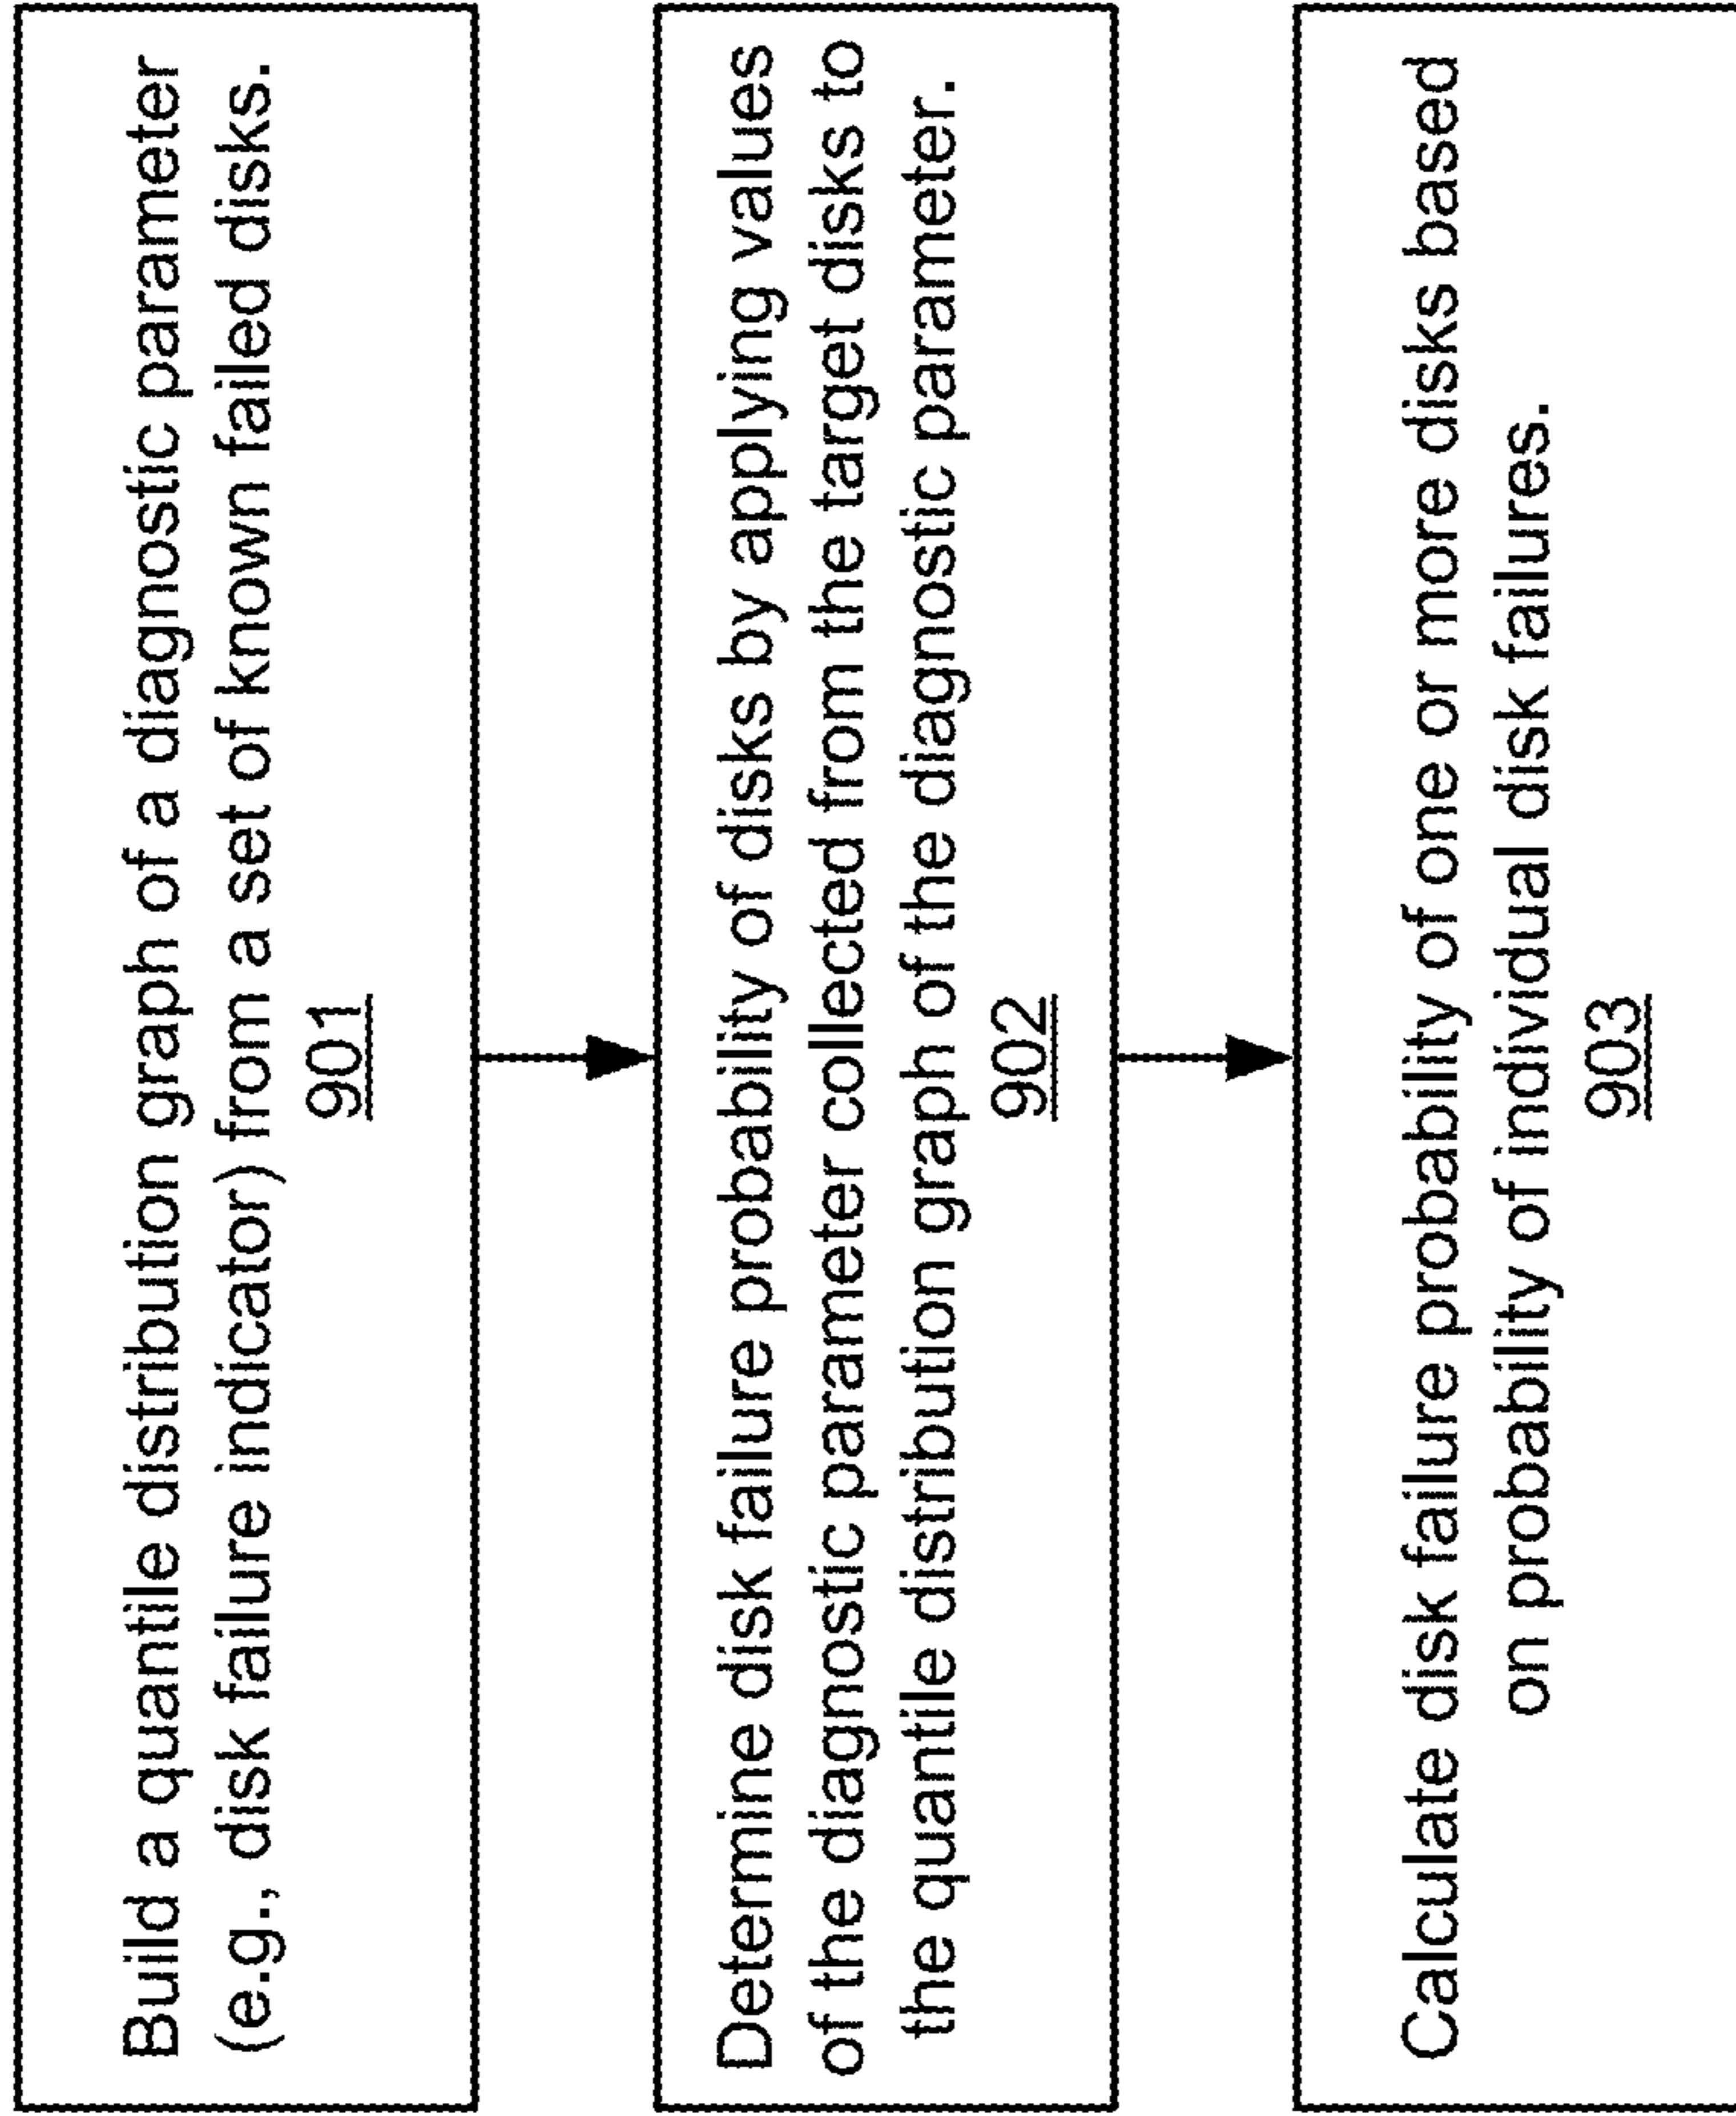 Build a quantile distribution graph of a diagnostic parameter
(e.g., disk failure indicator) from a set of known failed disks.
901
Determine disk failure probability of disks by applying values
of the diagnostic parameter collected from the target disks to
the quantile distribution graph of the diagnostic parameter.
902
Calculate disk failure probability of one or more disks based
on probability of individual disk failures.
903